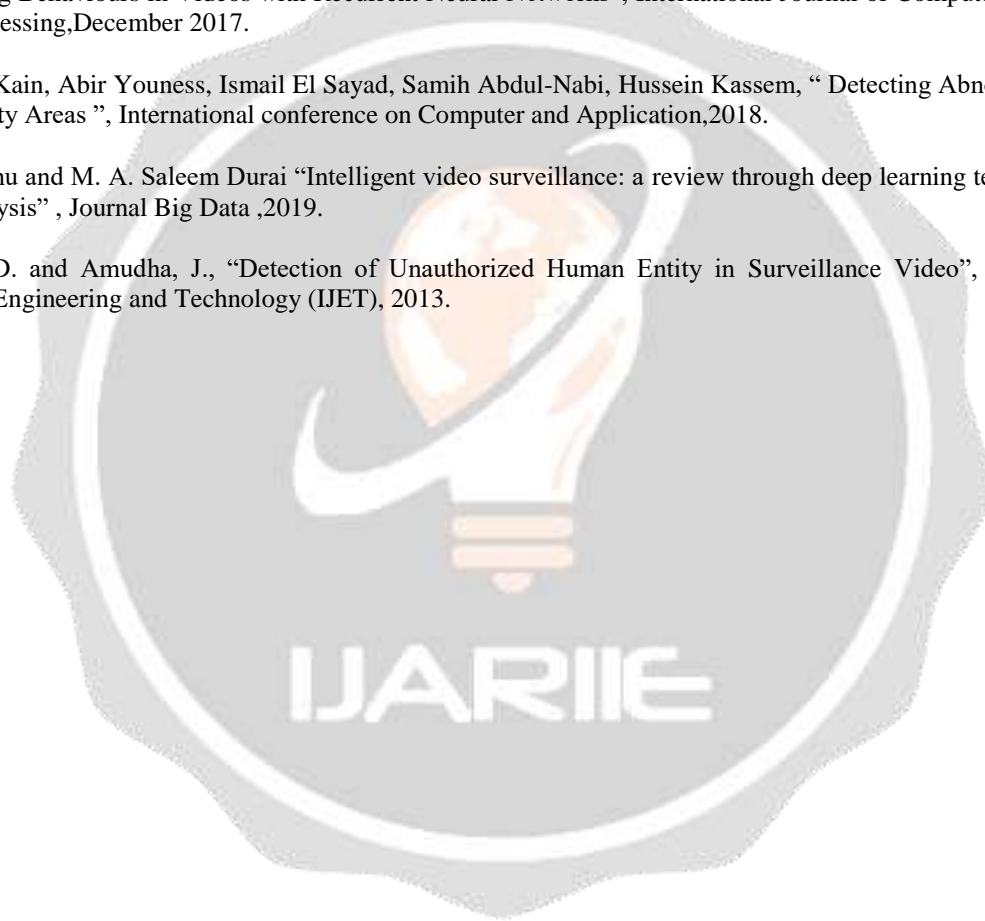 Behaviours in Videos with Recurrent Neural Networks", International Journal of
essing,December 2017.
Kain, Abir Youness, Ismail El Sayad, Samih Abdul-Nabi, Hussein Kassem, “ Detecting
ty Areas ”, International conference on Computer and Application,2018.
and M. A. Saleem Durai “Intelligent video surveillance: a review through deep learning
ysis” , Journal Big Data ,2019.
D. and Amudha, J., “Detection of Unauthorized Human Entity in Surveillance Video”,
Engineering and Technology (IJET), 2013.
IJARIIE